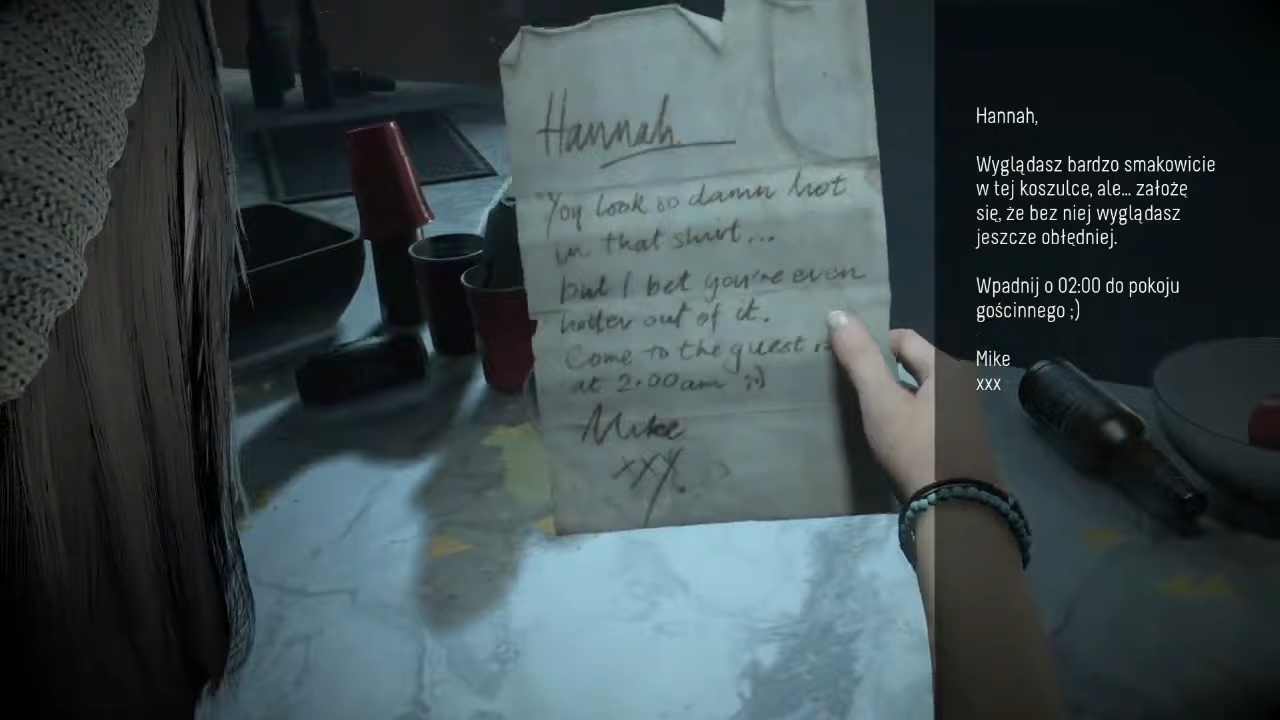 Hannah
You look so damn hot
in that shirt...
but I bet you're even
hotter out of it.
Come to the guest
at 2:00am ;)
Mike
xxx
Hannah,
Wyglądasz bardzo smakowicie
w tej koszulce, ale... założę
się, że bez niej wyglądasz
jeszcze obłędniej.
Wpadnij o 02:00 do pokoju
gościnnego ;)
Mike
xxx